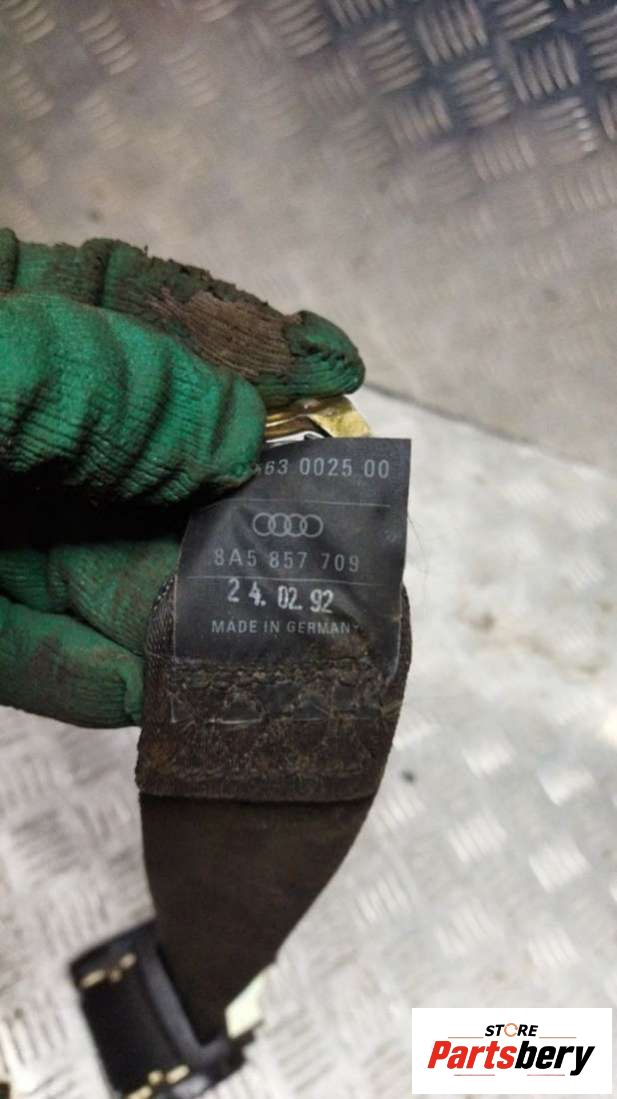 0025 00
8A5 857 709
24.02.92
MADE IN GERMANY
STORE
Partsbery